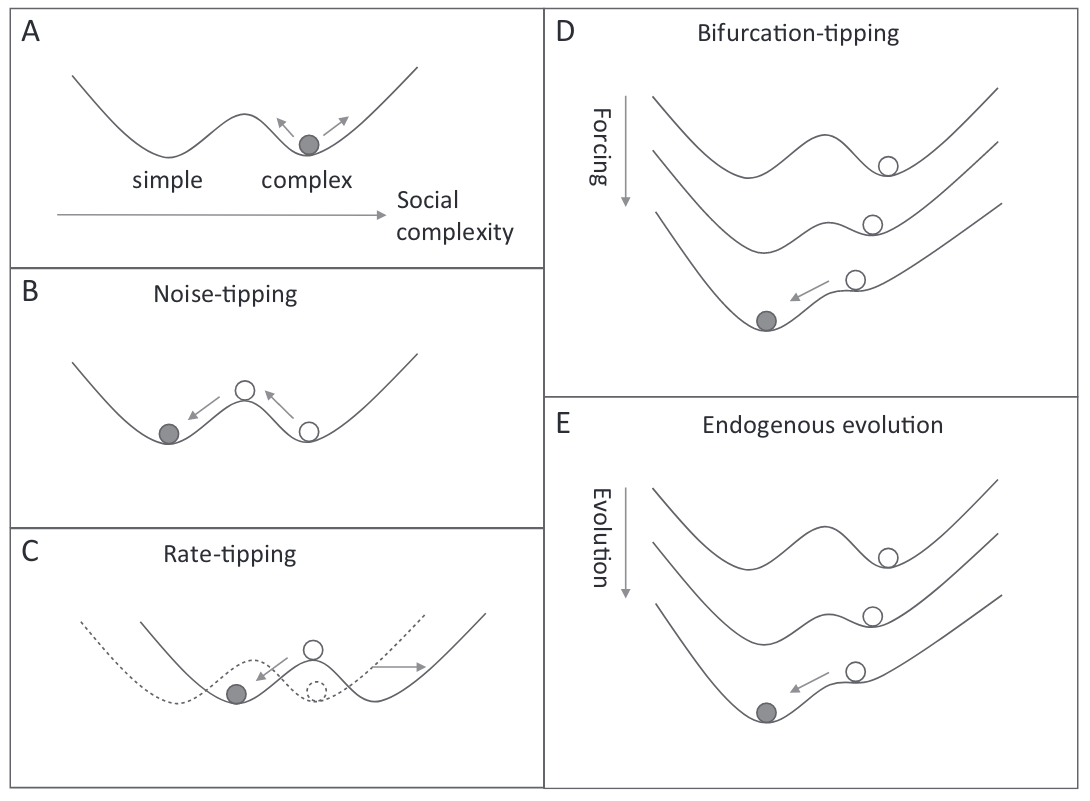 A
simple
complex
Social
complexity
B
Noise-tipping
C
Rate-tipping
D
Bifurcation-tipping
Forcing
E
Endogenous evolution
Evolution